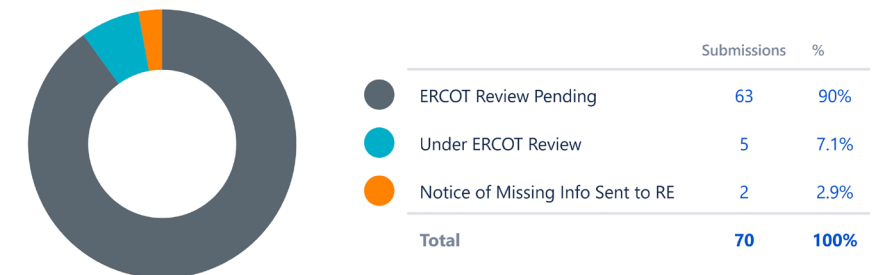 Submissions %
ERCOT Review Pending 63 90%
Under ERCOT Review 5 7.1%
Notice of Missing Info Sent to RE 2 2.9%
Total 70 100%